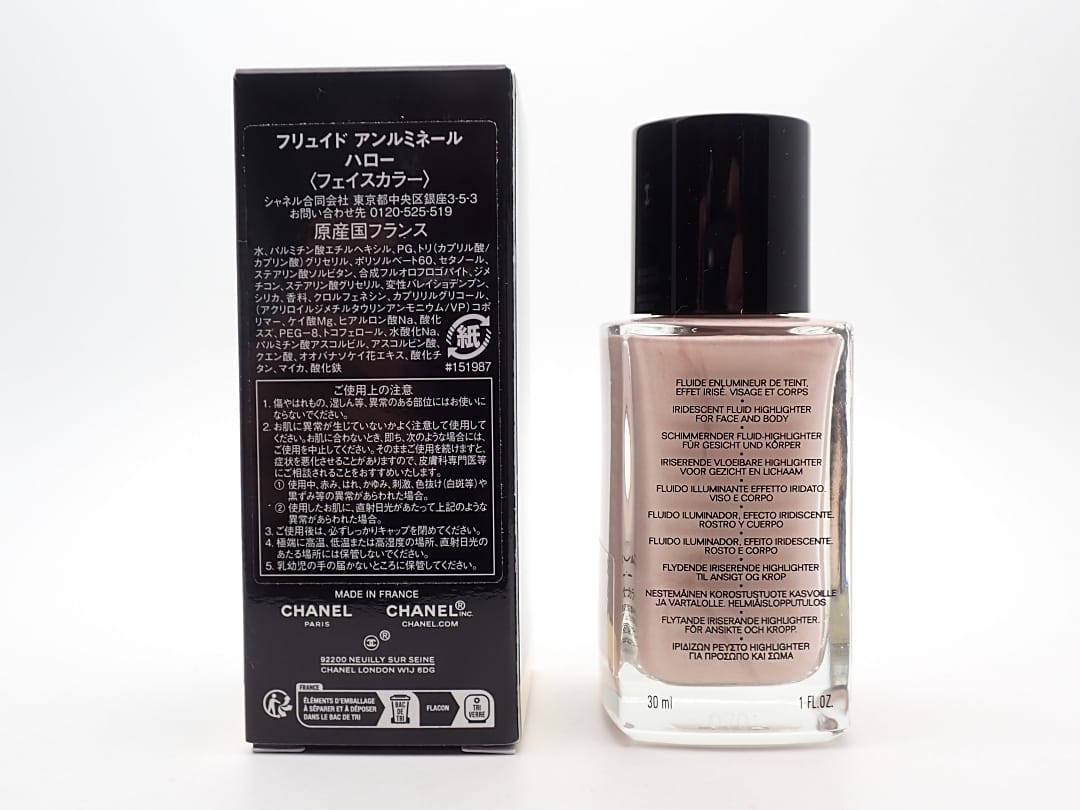 フリュイド アンルミネール
ハロー
〈フェイスカラー〉
シャネル合同会社 東京都中央区銀座3-5-3
お問い合わせ先 0120-525-519
原産国フランス
水、パルミチン酸エチルヘキシル、PG、トリ(カプリル酸/
カプリン酸)グリセリル、ポリソルベート60、セタノール、
ステアリン酸ソルビタン、合成フルオロフロゴパイト、ジメ
チコン、ステアリン酸グリセリル、変性バレイショデンプン、
シリカ、香料、クロルフェネシン、カプリリルグリコール、
(アクリロイルジメチルタウリンアンモニウム/VP)コポ
リマー、ケイ酸Mg、ヒアルロン酸Na、酸化
スズ、PEG-8、トコフェロール、水酸化Na、
パルミチン酸アスコルビル、アスコルビン酸、
クエン酸、オオバナソケイ花エキス、酸化チ
タン、マイカ、酸化鉄
紙
#151987
ご使用上の注意
1. 傷やはれもの、湿しん等、異常のある部位にはお使いに
ならないでください。
2. お肌に異常が生じていないかよく注意して使用して
ください。お肌に合わないとき、即ち、次のような場合には、
ご使用を中止してください。そのままご使用を続けますと、
症状を悪化させることがありますので、皮膚科専門医等
にご相談されることをおすすめいたします。
① 使用中、赤み、はれ、かゆみ、刺激、色抜け(白斑等)や
黒ずみ等の異常があらわれた場合。
② 使用したお肌に、直射日光があたって上記のような
異常があらわれた場合。
3. ご使用後は、必ずしっかりキャップを閉めてください。
4. 極端に高温、低温または高湿度の場所、直射日光の
あたる場所には保管しないでください。
5. 乳幼児の手の届かないところに保管してください。
MADE IN FRANCE
CHANEL CHANEL® INC.
PARIS CHANEL.COM
®
92200 NEUILLY SUR SEINE
CHANEL LONDON W1J 6DG
FRANCE
ÉLÉMENTS D'EMBALLAGE
À SÉPARER ET À DÉPOSER
DANS LE BAC DE TRI
BAC
DE
TRI
FLACON
TRI
VERRE
FLUIDE ENLUMINEUR DE TEINT,
EFFET IRISÉ. VISAGE ET CORPS
•
IRIDESCENT FLUID HIGHLIGHTER
FOR FACE AND BODY
•
SCHIMMERNDER FLUID-HIGHLIGHTER
FÜR GESICHT UND KÖRPER
•
IRISERENDE VLOEIBARE HIGHLIGHTER
VOOR GEZICHT EN LICHAAM
•
FLUIDO ILLUMINANTE EFFETTO IRIDATO.
VISO E CORPO
•
FLUIDO ILUMINADOR, EFECTO IRIDISCENTE.
ROSTRO Y CUERPO
•
FLUIDO ILUMINADOR, EFEITO IRIDESCENTE.
ROSTO E CORPO
•
FLYDENDE IRISERENDE HIGHLIGHTER
TIL ANSIGT OG KROP
•
NESTEMÄINEN KOROSTUSTUOTE KASVOILLE
JA VARTALOLLE. HELMIÄISLOPPUTULOS
•
FLYTANDE IRISERANDE HIGHLIGHTER.
FÖR ANSIKTE OCH KROPP.
•
ΙΡΙΔΙΖΩΝ ΡΕΥΣΤΟ HIGHLIGHTER
ΓΙΑ ΠΡΟΣΩΠΟ ΚΑΙ ΣΩΜΑ
30 ml 1 FL.OZ.